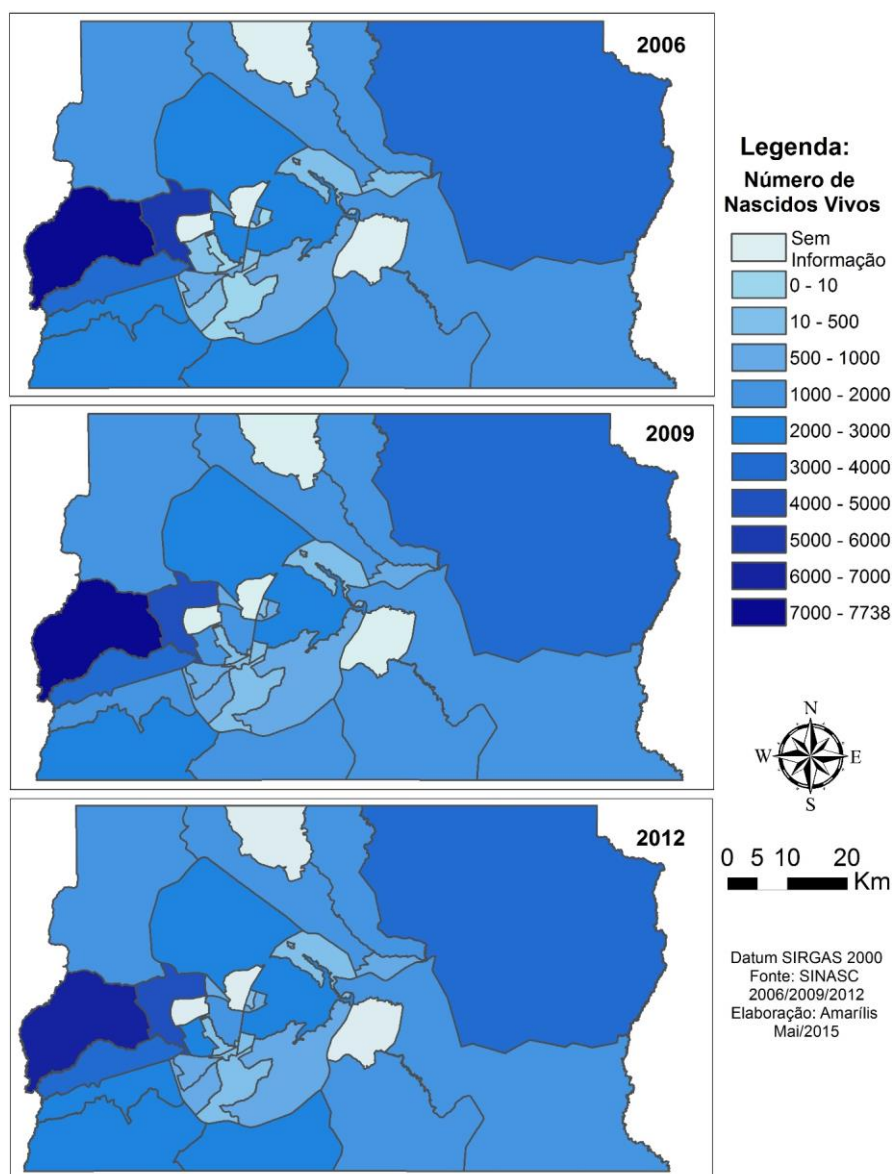 2006
2009
2012
Legenda:
Número de
Nascidos Vivos
Sem
Informação
0 - 10
10 - 500
500 - 1000
1000 - 2000
2000 - 3000
3000 - 4000
4000 - 5000
5000 - 6000
6000 - 7000
7000 - 7738
N
W E
S
0 5 10 20
Km
Datum SIRGAS 2000
Fonte: SINASC
2006/2009/2012
Elaboração: Amarílis
Mai/2015